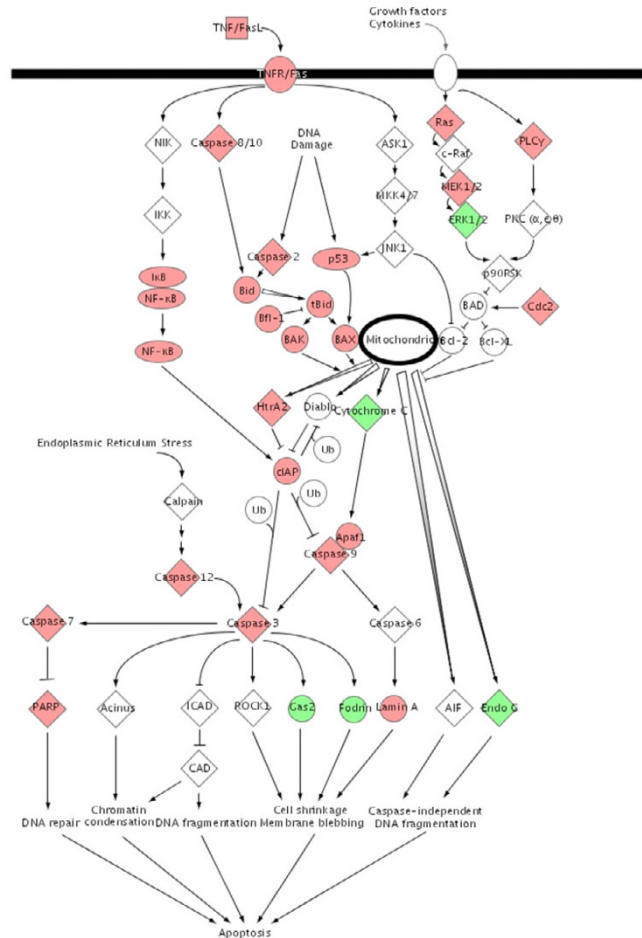 TNF/FasL
Growth factors
Cytokines
TNFR/Fas
NIK
Caspase 8/10
DNA
Damage
ASK1
Ras
c-Raf
PLCγ
MEK1/2
IKK
MKK4/7
ERK1/2
PKC (α,ε,θ)
Caspase 2
p53
JNK1
IκB
NF-κB
Bid
tBid
p90RSK
Bfl-1
BAD
Cdc2
NF-κB
BAK
BAX
Mitochondric
Bcl-2
Bcl-XL
HtrA2
Diablo
Cytochrome C
Endoplasmic Reticulum Stress
Ub
cIAP
Calpain
Ub
Ub
Apaf1
Caspase 9
Caspase 12
Caspase 7
Caspase 3
Caspase 6
PARP
Acinus
ICAD
ROCK1
Gas2
Fodrin
Lamin A
AIF
Endo G
CAD
DNA repair
Chromatin
condensation
DNA fragmentation
Cell shrinkage
Membrane blebbing
Caspase-independent
DNA fragmentation
Apoptosis